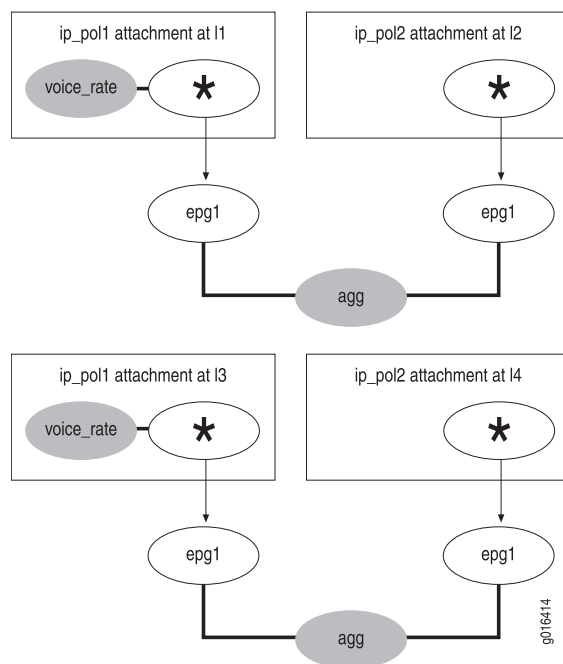 ip_pol1 attachment at l1
ip_pol2 attachment at l2
voice_rate
*
*
epg1
epg1
agg
ip_pol1 attachment at l3
ip_pol2 attachment at l4
voice_rate
*
*
epg1
epg1
agg
g016414